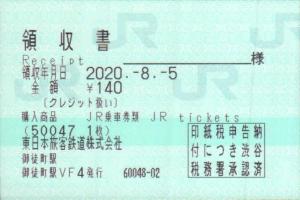 領収書
Receipt 様
領収年月日 2020.-8.-5
金額 ¥140
(クレジット扱い)
購入商品 JR乗車券類 JR tickets
(50047 1枚)
東日本旅客鉄道株式会社
御徒町駅
御徒町駅VF4発行 60048-02
印紙税申告納
付につき渋谷
税務署承認済